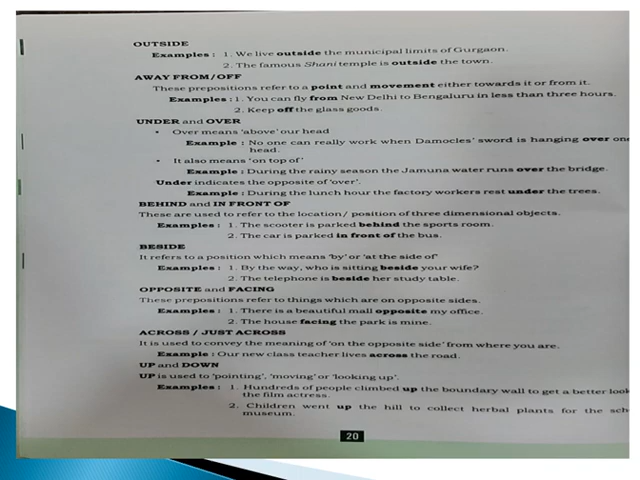 OUTSIDE
Examples : 1. We live outside the municipal limits of Gurgaon.
2. The famous Shani temple is outside the town.
AWAY FROM/OFF
These prepositions refer to a point and movement either towards it or from it.
Examples : 1. You can fly from New Delhi to Bengaluru in less than three hours.
2. Keep off the glass goods.
UNDER and OVER
• Over means 'above' our head
Example : No one can really work when Damocles' sword is hanging over one
head.
• It also means 'on top of'
Example : During the rainy season the Jamuna water runs over the bridge.
Under indicates the opposite of 'over'.
Example : During the lunch hour the factory workers rest under the trees.
BEHIND and IN FRONT OF
These are used to refer to the location/ position of three dimensional objects.
Examples : 1. The scooter is parked behind the sports room.
2. The car is parked in front of the bus.
BESIDE
It refers to a position which means 'by' or 'at the side of'
Examples : 1. By the way, who is sitting beside your wife?
2. The telephone is beside her study table.
OPPOSITE and FACING
These prepositions refer to things which are on opposite sides.
Examples : 1. There is a beautiful mall opposite my office.
2. The house facing the park is mine.
ACROSS / JUST ACROSS
It is used to convey the meaning of 'on the opposite side' from where you are.
Example : Our new class teacher lives across the road.
UP and DOWN
UP is used to 'pointing', 'moving' or 'looking up'.
Examples : 1. Hundreds of people climbed up the boundary wall to get a better look
the film actress.
2. Children went up the hill to collect herbal plants for the sch
museum.
20